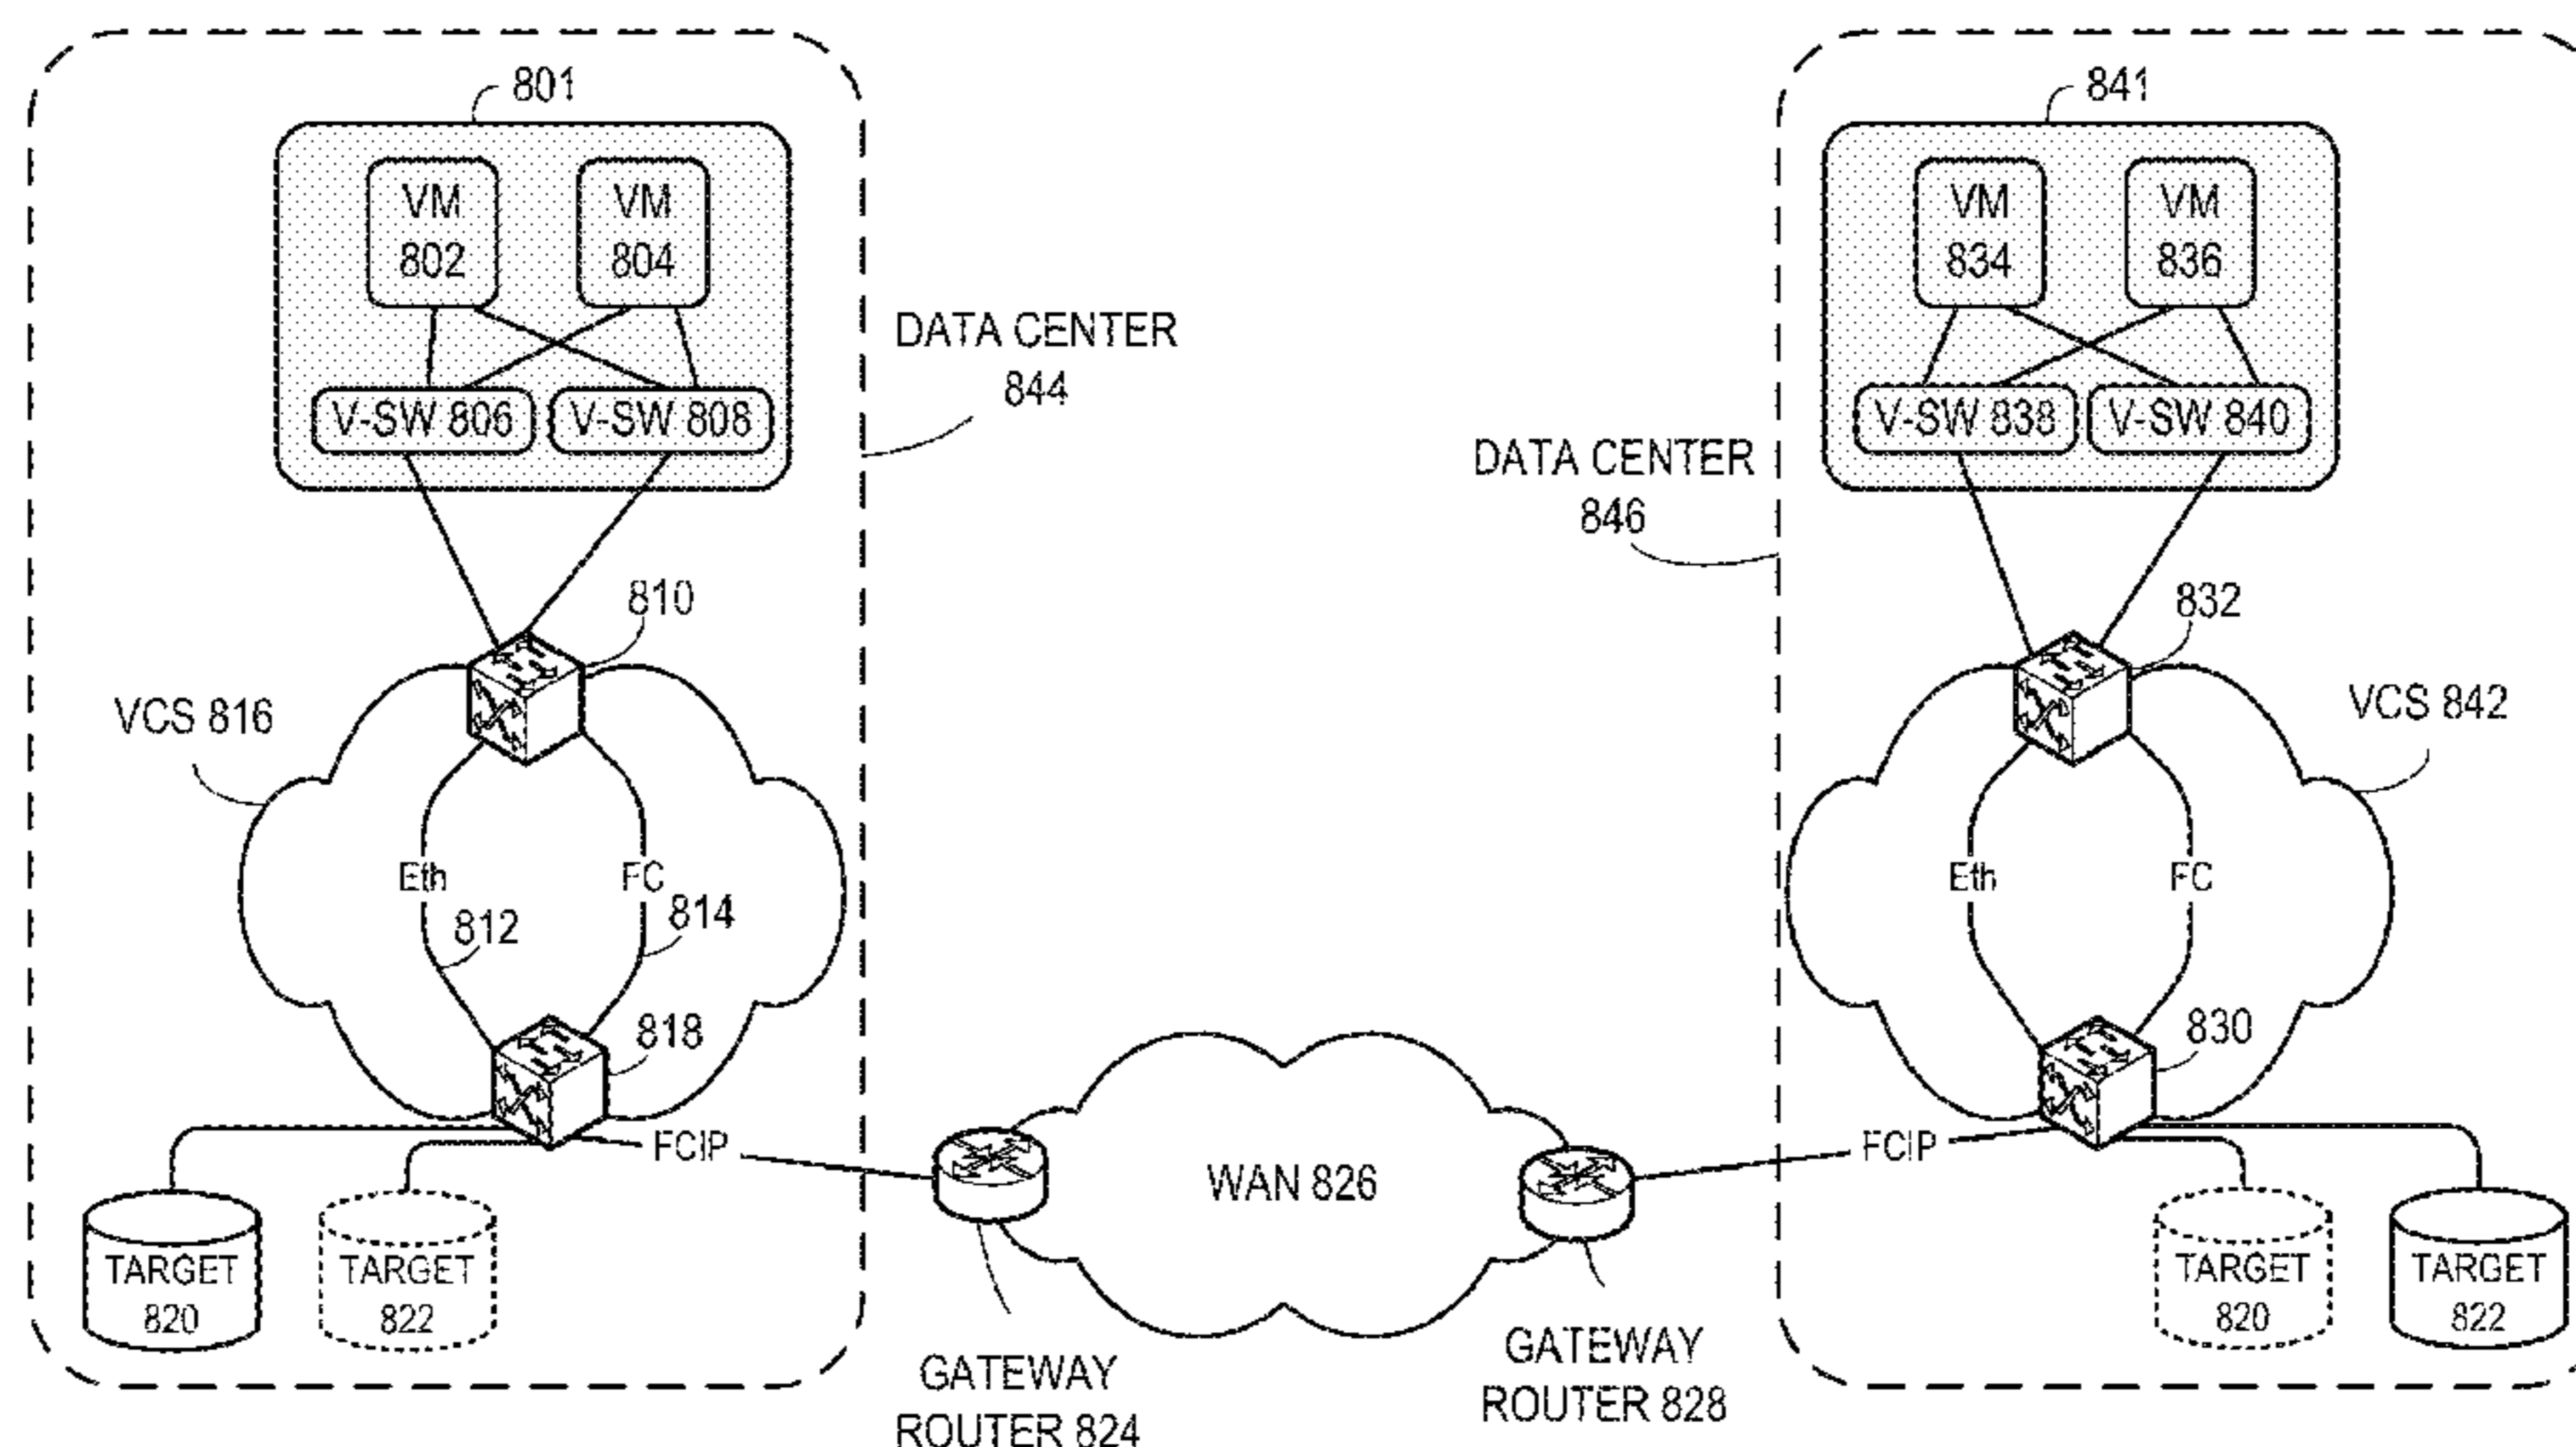 801
841
VM
802
VM
804
VM
834
VM
836
DATA CENTER
844
V-SW 806
V-SW 808
V-SW 838
V-SW 840
DATA CENTER
846
810
832
VCS 816
VCS 842
Eth
FC
Eth
FC
812
814
818
830
FCIP
FCIP
WAN 826
TARGET
820
TARGET
822
TARGET
820
TARGET
822
GATEWAY
ROUTER 824
GATEWAY
ROUTER 828